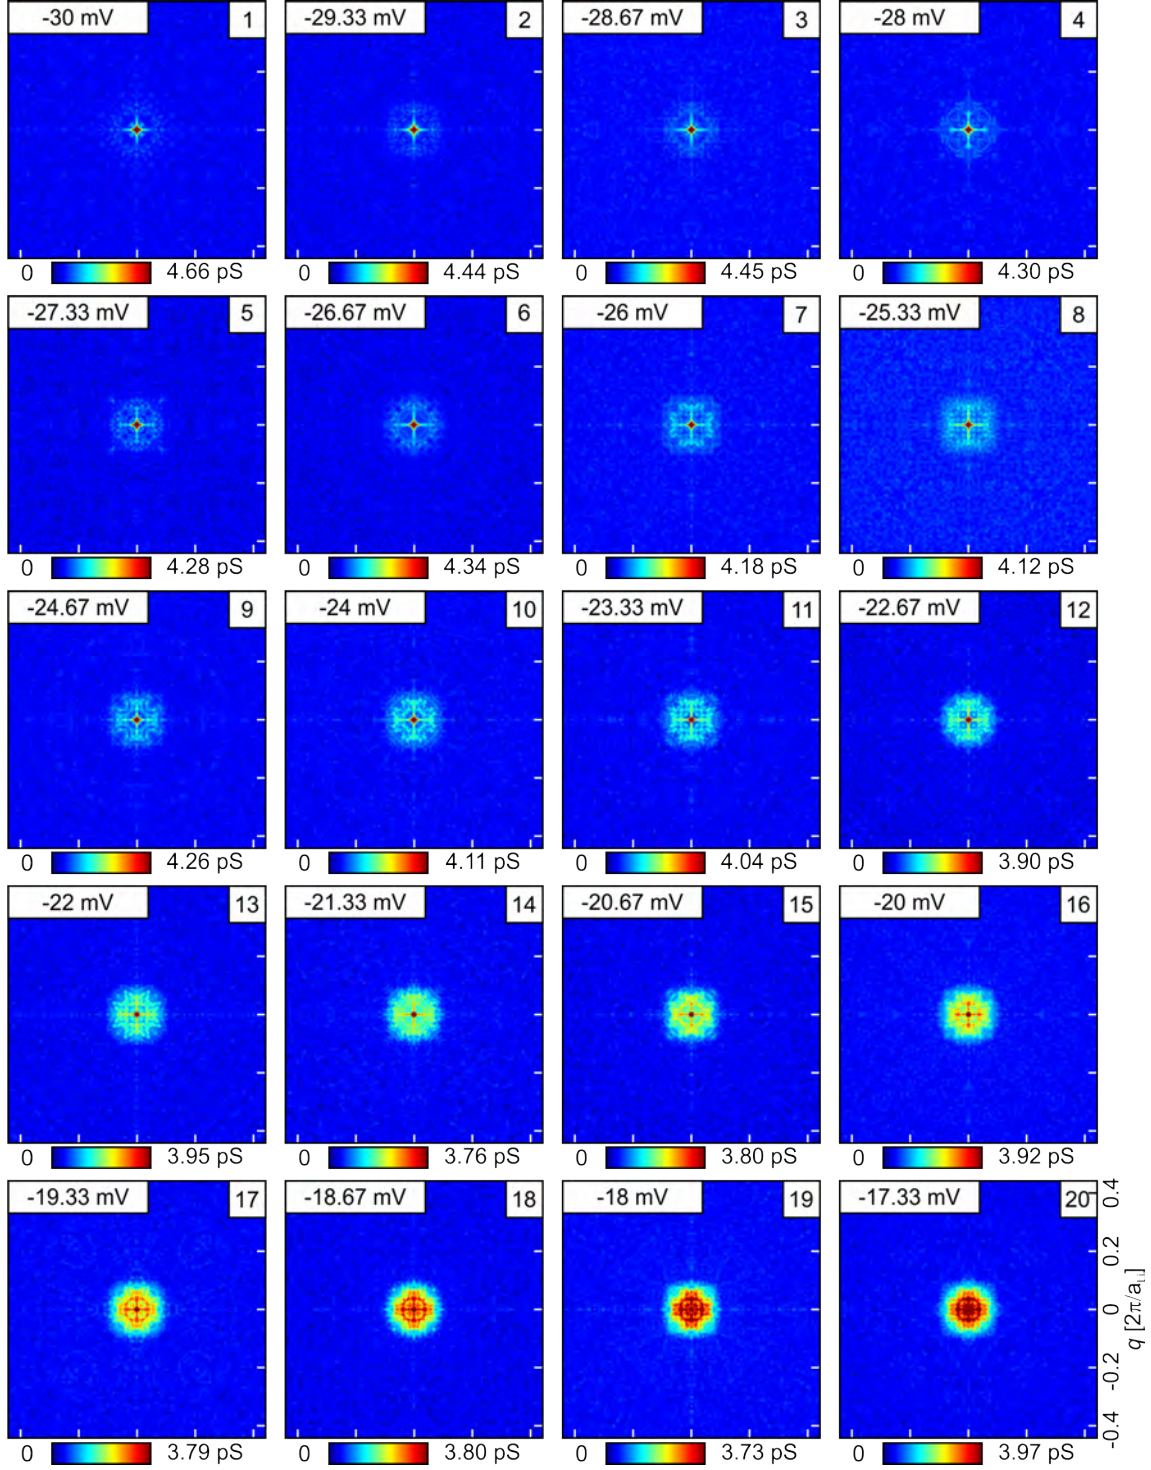 -30 mV 1 -29.33 mV 2 -28.67 mV 3 -28 mV 4
0 4.66 pS 0 4.44 pS 0 4.45 pS 0 4.30 pS
-27.33 mV 5 -26.67 mV 6 -26 mV 7 -25.33 mV 8
0 4.28 pS 0 4.34 pS 0 4.18 pS 0 4.12 pS
-24.67 mV 9 -24 mV 10 -23.33 mV 11 -22.67 mV 12
0 4.26 pS 0 4.11 pS 0 4.04 pS 0 3.90 pS
-22 mV 13 -21.33 mV 14 -20.67 mV 15 -20 mV 16
0 3.95 pS 0 3.76 pS 0 3.80 pS 0 3.92 pS
-19.33 mV 17 -18.67 mV 18 -18 mV 19 -17.33 mV 20
0.4
0.2
0
-0.2
-0.4
q [2π/a_Li]
0 3.79 pS 0 3.80 pS 0 3.73 pS 0 3.97 pS